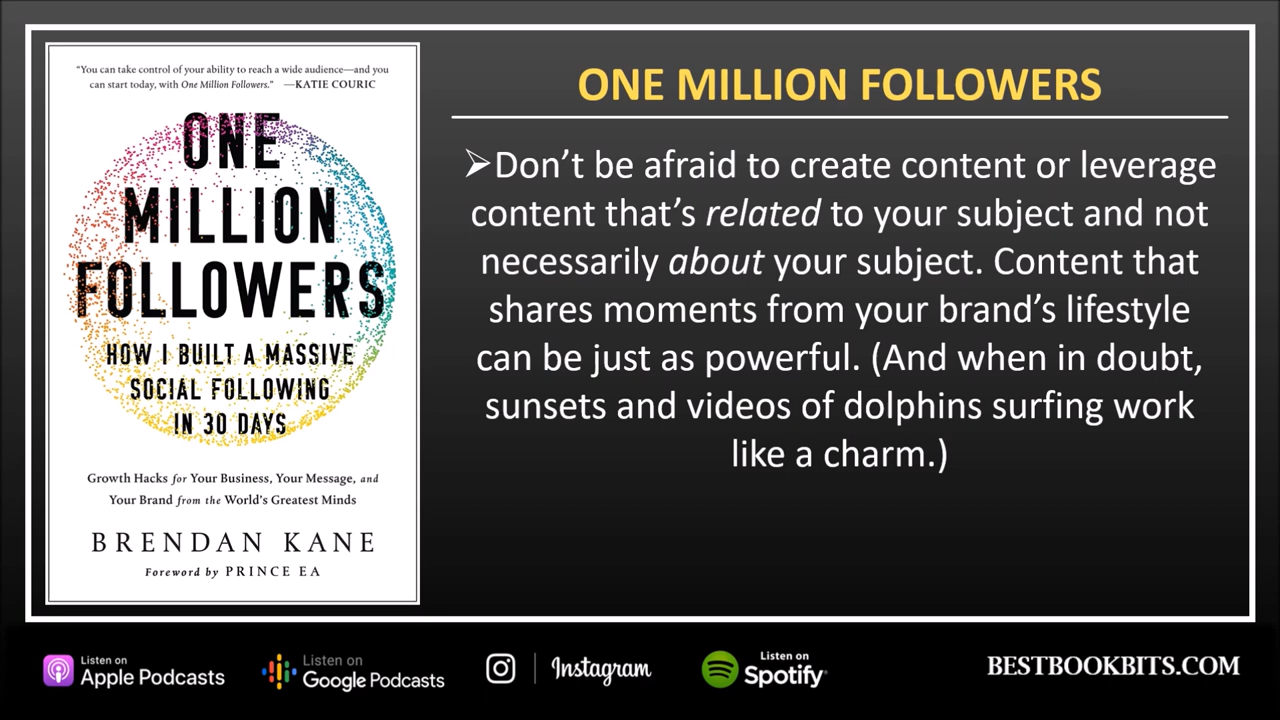 “You can take control of your ability to reach a wide audience—and you
can start today, with One Million Followers.” —KATIE COURIC
ONE
MILLION
FOLLOWERS
HOW I BUILT A MASSIVE
SOCIAL FOLLOWING
IN 30 DAYS
Growth Hacks for Your Business, Your Message, and
Your Brand from the World's Greatest Minds
BRENDAN KANE
Foreword by PRINCE EA
ONE MILLION FOLLOWERS
➢Don’t be afraid to create content or leverage
content that’s related to your subject and not
necessarily about your subject. Content that
shares moments from your brand’s lifestyle
can be just as powerful. (And when in doubt,
sunsets and videos of dolphins surfing work
like a charm.)
Listen on
Apple Podcasts
Listen on
Google Podcasts
Instagram
Listen on
Spotify
BESTBOOKBITS.COM